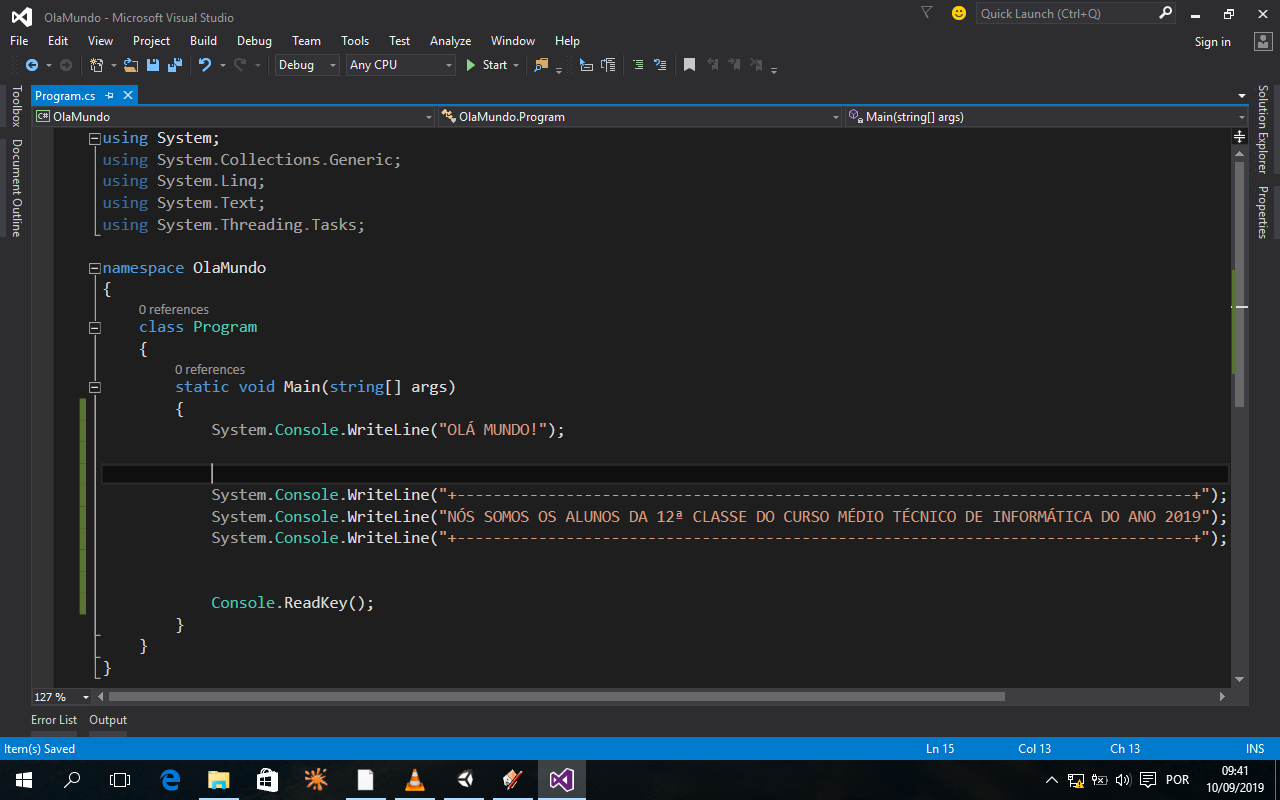 OlaMundo - Microsoft Visual Studio
Quick Launch (Ctrl+Q)
File Edit View Project Build Debug Team Tools Test Analyze Window Help
Sign in
Debug Any CPU Start
Toolbox
Document Outline
Program.cs
OlaMundo OlaMundo.Program Main(string[] args)
Solution Explorer
Properties
using System;
using System.Collections.Generic;
using System.Linq;
using System.Text;
using System.Threading.Tasks;
namespace OlaMundo
{
0 references
class Program
{
0 references
static void Main(string[] args)
{
System.Console.WriteLine("OLÁ MUNDO!");
System.Console.WriteLine("+---------------------------------------------------------------------------------+");
System.Console.WriteLine("NÓS SOMOS OS ALUNOS DA 12ª CLASSE DO CURSO MÉDIO TÉCNICO DE INFORMÁTICA DO ANO 2019");
System.Console.WriteLine("+---------------------------------------------------------------------------------+");
Console.ReadKey();
}
}
}
127 %
Error List Output
Item(s) Saved Ln 15 Col 13 Ch 13 INS
POR
09:41
10/09/2019